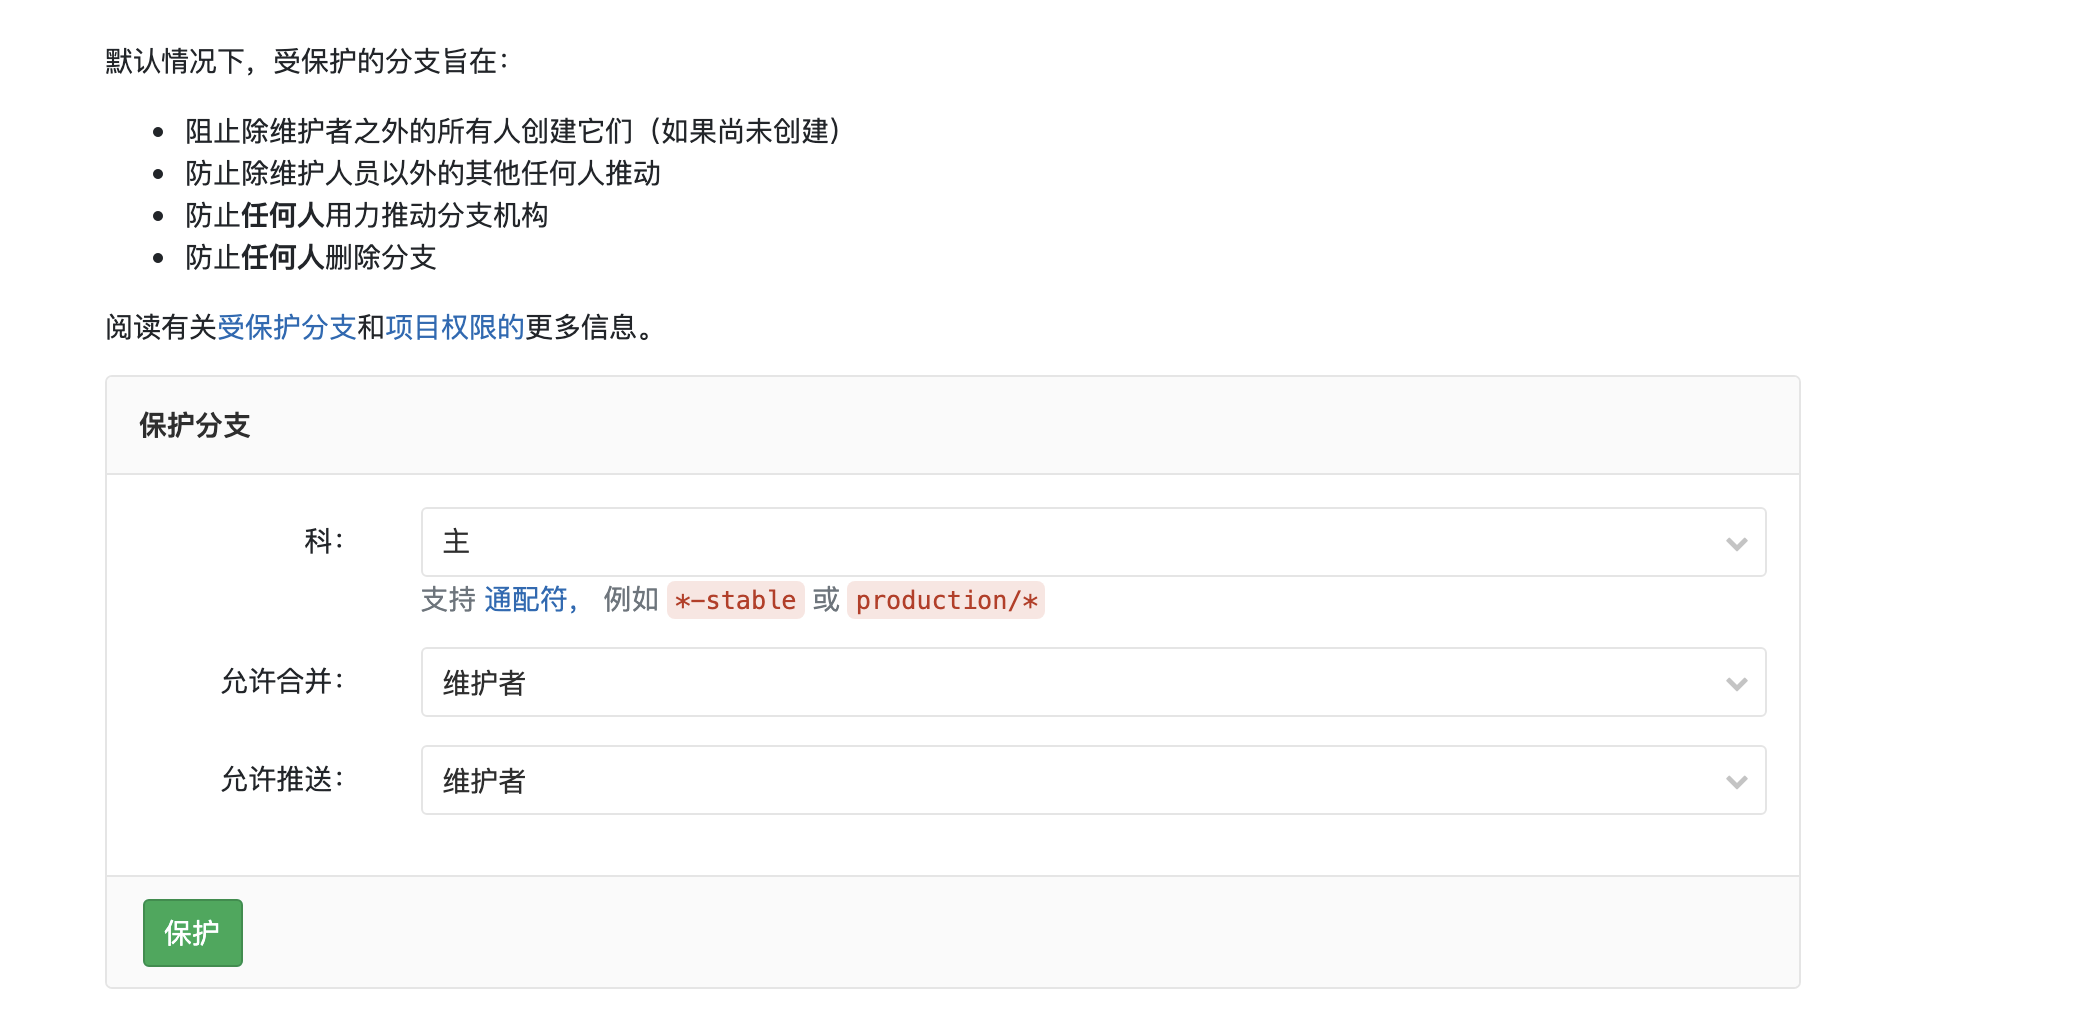 默认情况下，受保护的分支旨在：
阻止除维护者之外的所有人创建它们（如果尚未创建）
防止除维护人员以外的其他任何人推动
防止任何人用力推动分支机构
防止任何人删除分支
阅读有关受保护分支和项目权限的更多信息。
保护分支
科：
主
支持 通配符， 例如 *-stable 或 production/*
允许合并：
维护者
允许推送：
维护者
保护